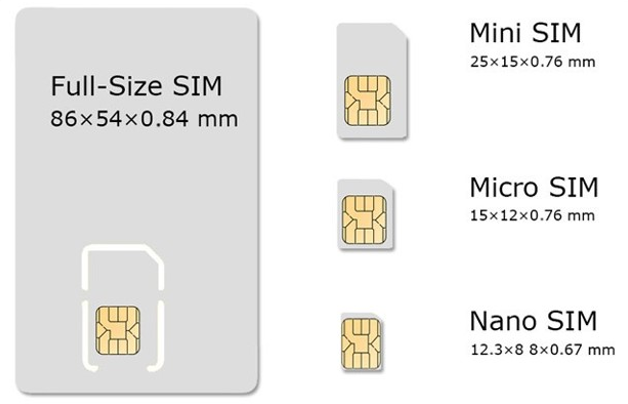 Full-Size SIM
86×54×0.84 mm
Mini SIM
25×15×0.76 mm
Micro SIM
15×12×0.76 mm
Nano SIM
12.3×8 8×0.67 mm